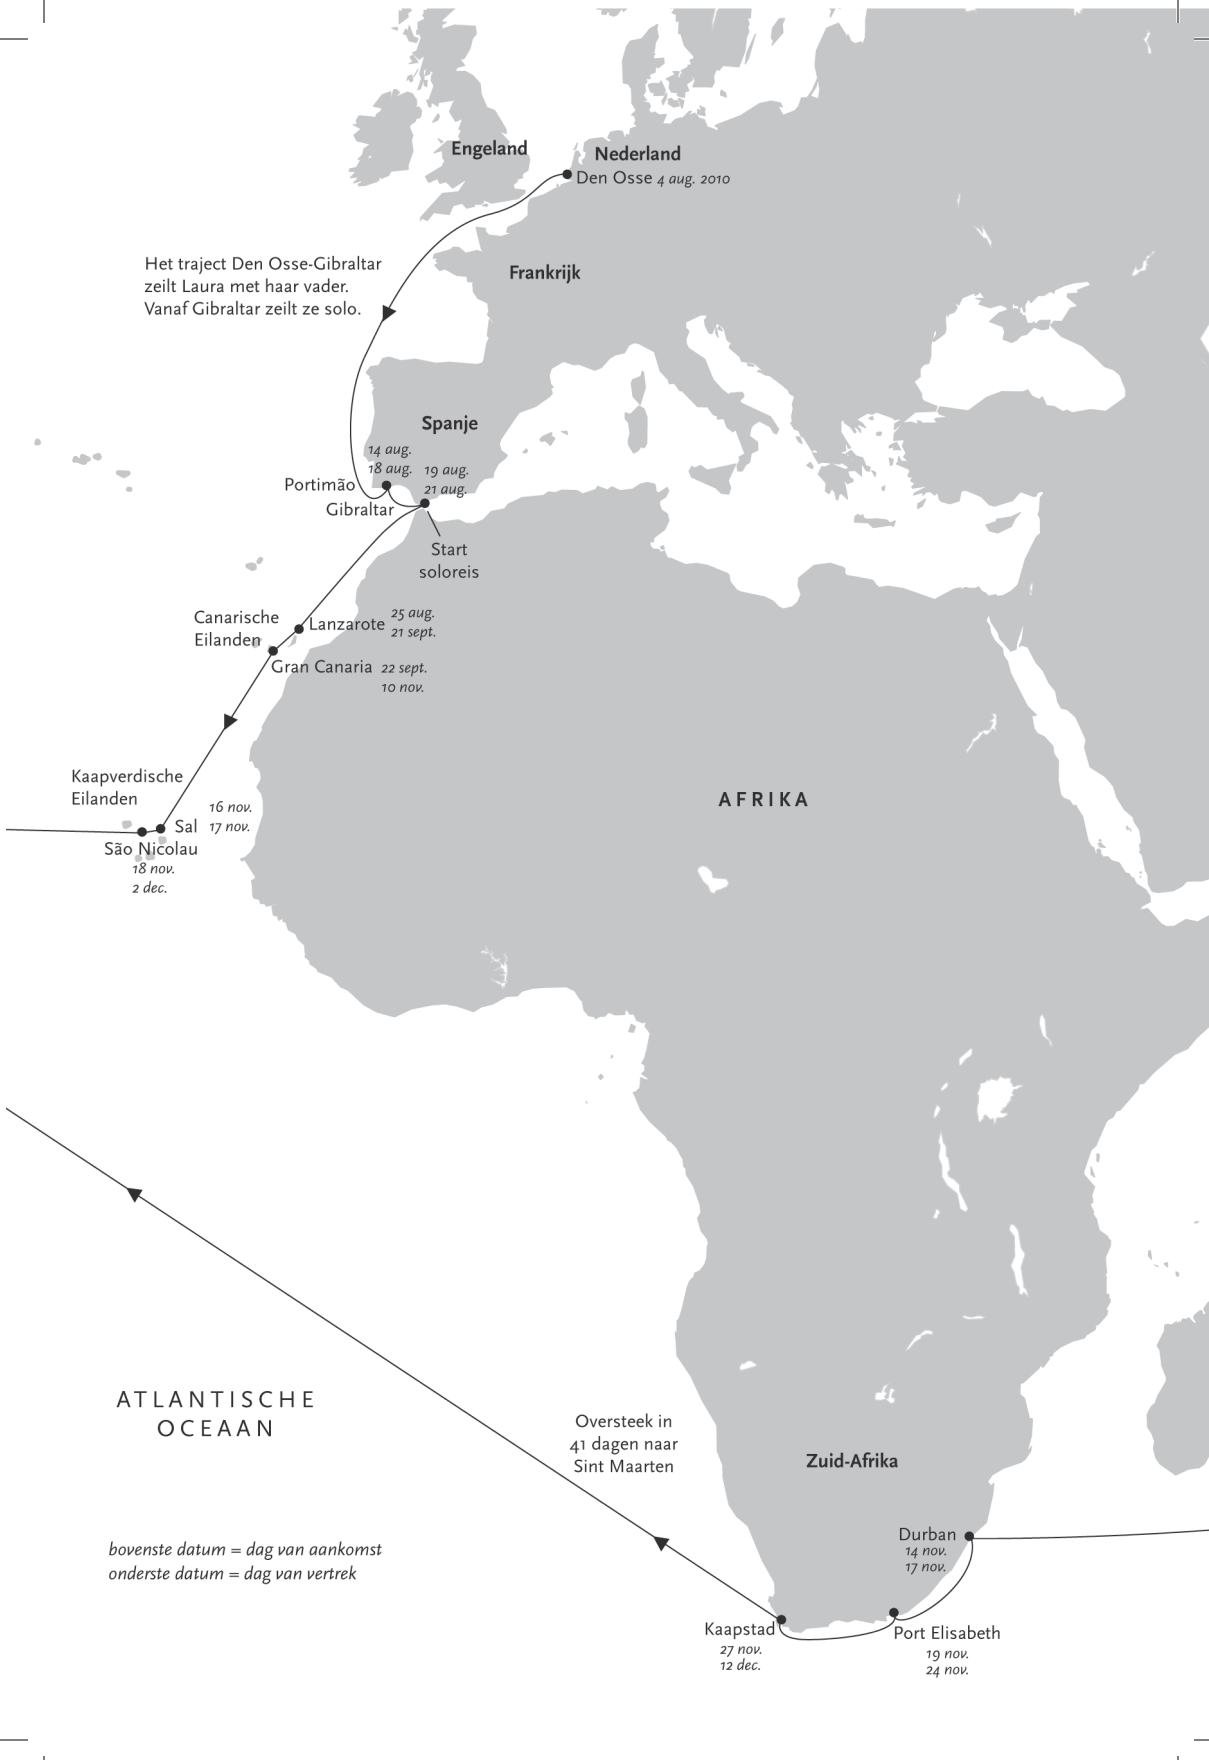 Engeland
Nederland
Den Osse 4 aug. 2010
Het traject Den Osse-Gibraltar
zeilt Laura met haar vader.
Vanaf Gibraltar zeilt ze solo.
Frankrijk
Spanje
14 aug.
18 aug.
19 aug.
21 aug.
Portimão
Gibraltar
Start
soloreis
Canarische
Eilanden
Lanzarote
25 aug.
21 sept.
Gran Canaria
22 sept.
10 nov.
Kaapverdische
Eilanden
Sal
16 nov.
17 nov.
São Nicolau
18 nov.
2 dec.
AFRIKA
ATLANTISCHE
OCEAAN
Oversteek in
41 dagen naar
Sint Maarten
Zuid-Afrika
bovenste datum = dag van aankomst
onderste datum = dag van vertrek
Durban
14 nov.
17 nov.
Kaapstad
27 nov.
12 dec.
Port Elisabeth
19 nov.
24 nov.